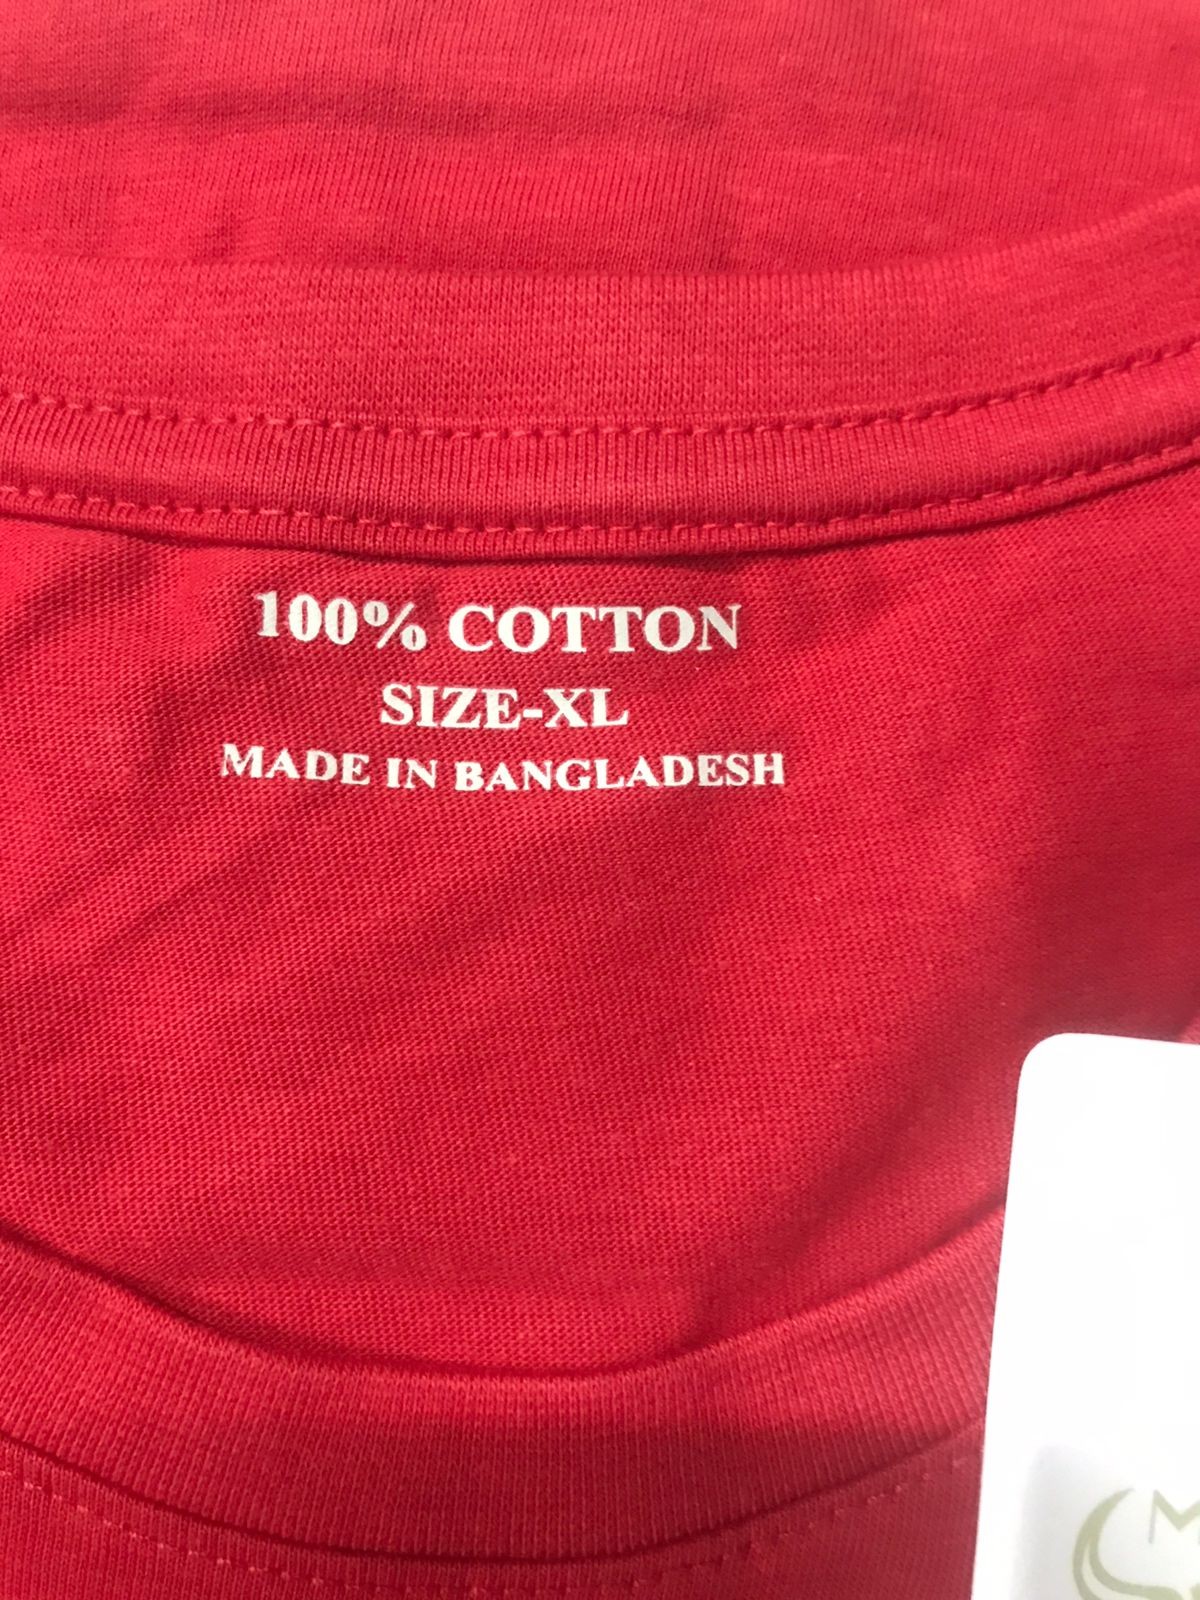 100% COTTON
SIZE-XL
MADE IN BANGLADESH
M